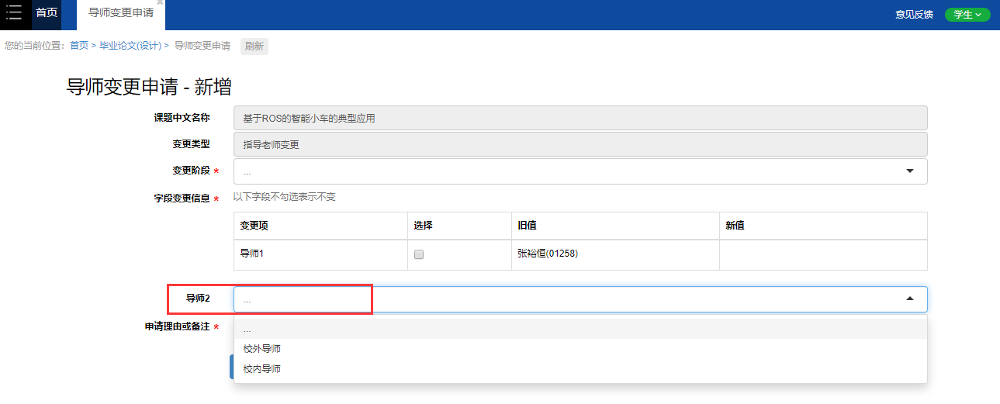 首页 导师变更申请 意见反馈 学生
您的当前位置: 首页 > 毕业论文(设计) > 导师变更申请 刷新
导师变更申请 - 新增
课题中文名称 基于ROS的智能小车的典型应用
变更类型 指导老师变更
变更阶段 * ...
字段变更信息 * 以下字段不勾选表示不变
变更项 选择 旧值 新值
导师1 张裕恒(01258)
导师2 ...
申请理由或备注 *
...
校外导师
校内导师